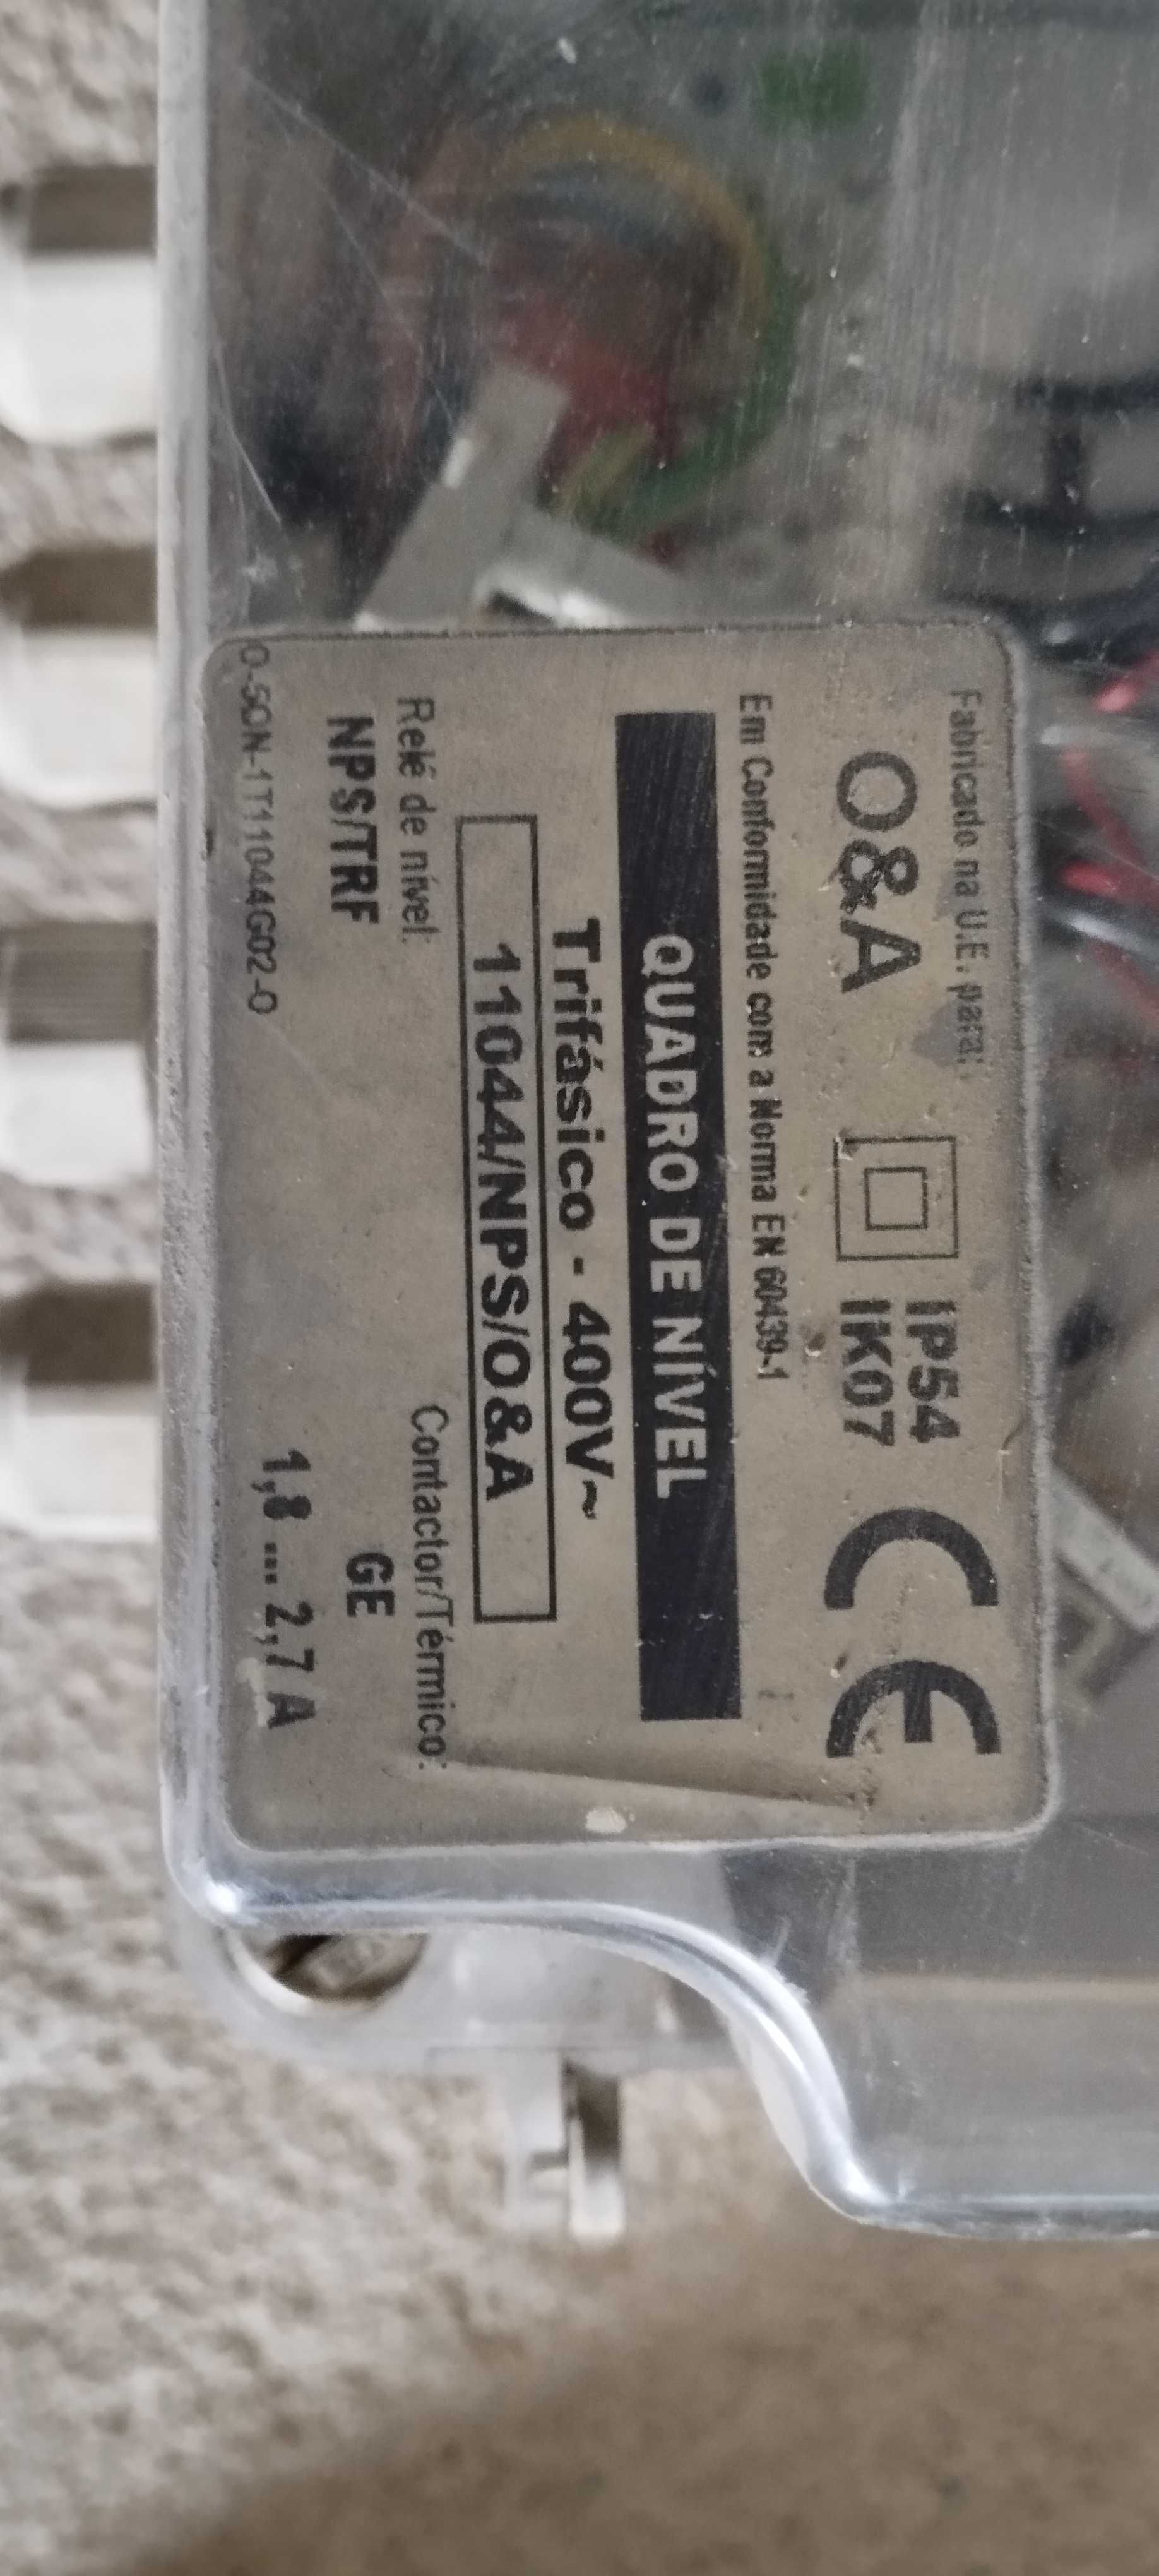 Fabricado na U.E. para:
O&A IP54 IK07 CE
Em Conformidade com a Norma EN 60439-1
QUADRO DE NÍVEL
Trifásico - 400V~
11044/NPS/O&A
Relé de nível: Contactor/Térmico:
NPS/TRF GE
1,8 ... 2,7 A
0-SON-1T11044G02-0